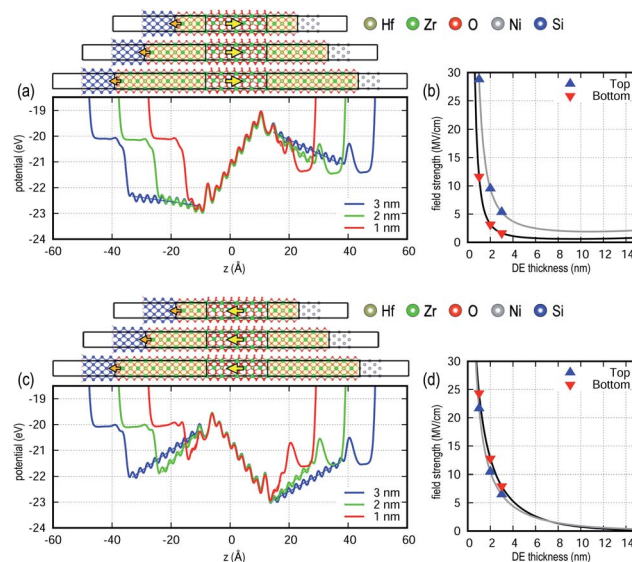 Hf Zr O Ni Si
(a)
-19
-20
-21
-22
-23
-24
potential (eV)
3 nm
2 nm
1 nm
-60 -40 -20 0 20 40 60
z (Å)
(b)
30
25
20
15
10
5
0
field strength (MV/cm)
Top
Bottom
0 2 4 6 8 10 12 14
DE thickness (nm)
Hf Zr O Ni Si
(c)
-19
-20
-21
-22
-23
-24
potential (eV)
3 nm
2 nm
1 nm
-60 -40 -20 0 20 40 60
z (Å)
(d)
30
25
20
15
10
5
0
field strength (MV/cm)
Top
Bottom
0 2 4 6 8 10 12 14
DE thickness (nm)